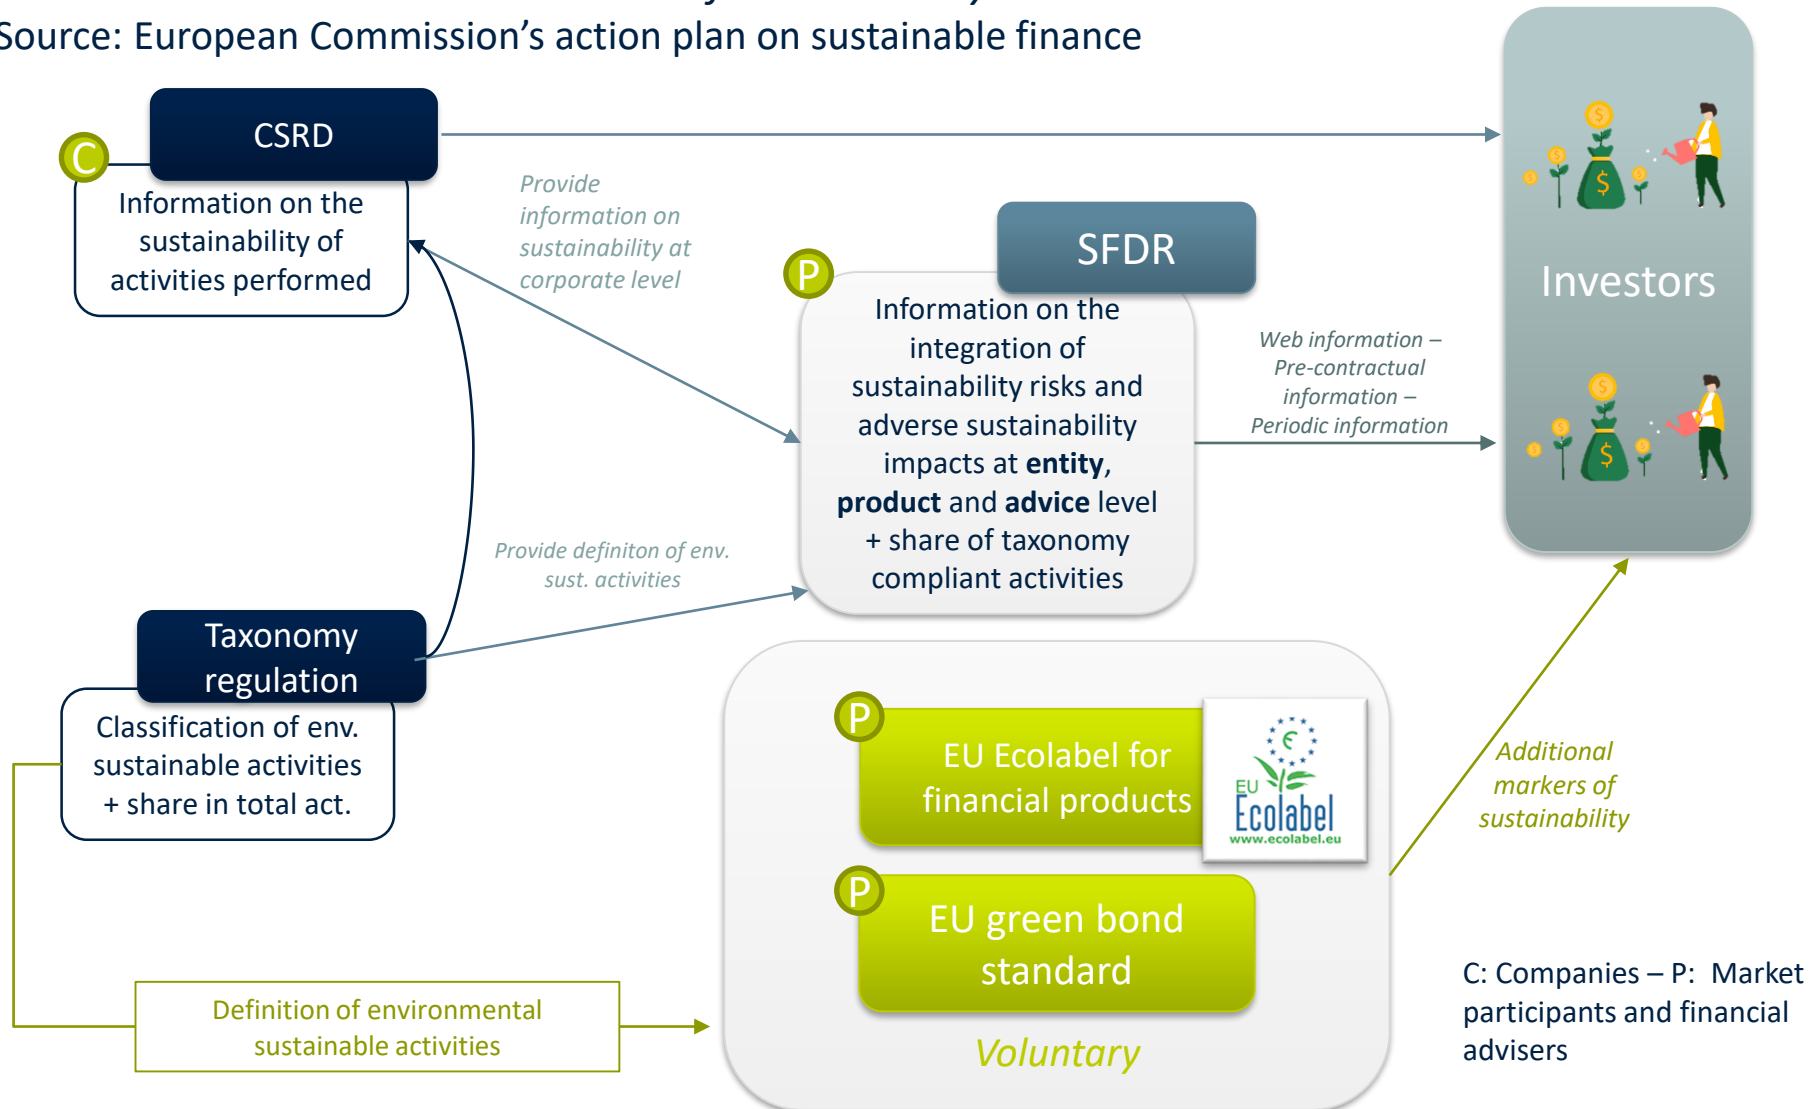 Source: European Commission's action plan on sustainable finance
CSRD
C
Information on the
sustainability of
activities performed
Provide
information on
sustainability at
corporate level
SFDR
P
Information on the
integration of
sustainability risks and
adverse sustainability
impacts at entity,
product and advice level
+ share of taxonomy
compliant activities
Web information –
Pre-contractual
information –
Periodic information
$
$
$
$
Investors
$
$
$
$
Provide definiton of env.
sust. activities
Taxonomy
regulation
Classification of env.
sustainable activities
+ share in total act.
P
EU Ecolabel for
financial products
EU
Ecolabel
www.ecolabel.eu
P
EU green bond
standard
Voluntary
Additional
markers of
sustainability
Definition of environmental
sustainable activities
C: Companies – P: Market
participants and financial
advisers